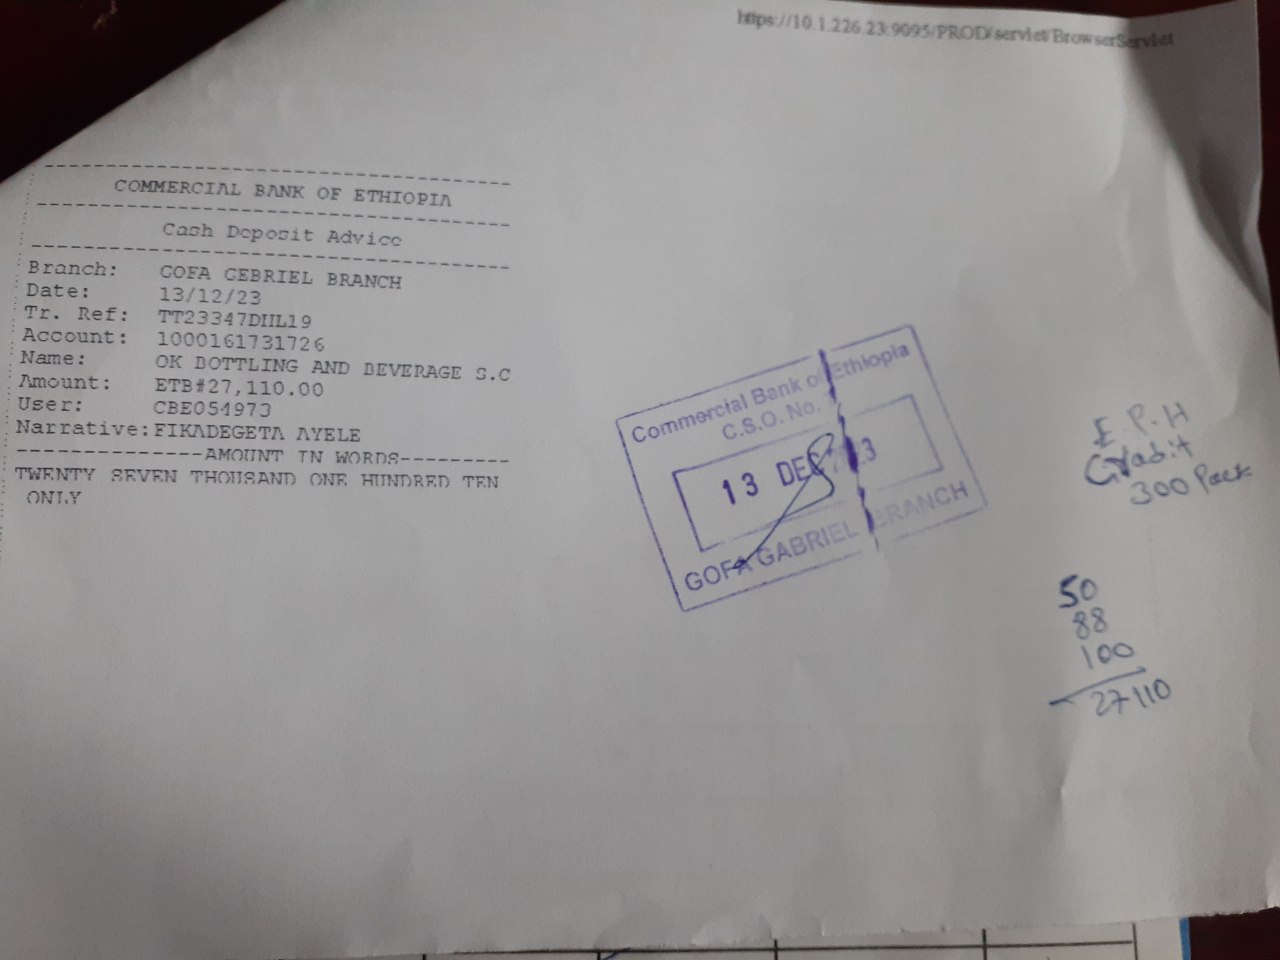 https://10.1.226.23:9095/PROD/servlet/BrowserServlet
COMMERCIAL BANK OF ETHIOPIA
Cash Deposit Advice
Branch: GOFA GEBRIEL BRANCH
Date: 13/12/23
Tr. Ref:
Account: 1000161731726
Name: OK BOTTLING AND BEVERAGE S.C
Amount: ETB#27,110.00
User: CBE054973
Narrative:FIKADEGETA AYELE
--------------AMOUNT IN WORDS---------
TWENTY SEVEN THOUSAND ONE HUNDRED TEN
ONLY
Commercial Bank of Ethiopia
C.S.O. No.
13 DEC
GOFA GABRIEL BRANCH
E.P.H
Cradit
300 Pack
50
88
100
27110